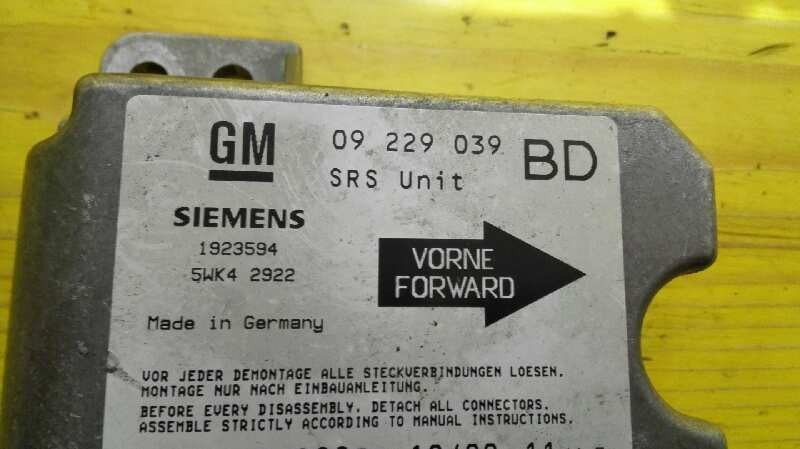 GM 09 229 039 BD
SRS Unit
SIEMENS
1923594
5WK4 2922
VORNE
FORWARD
Made in Germany
VOR JEDER DEMONTAGE ALLE STECKVERBINDUNGEN LOESEN.
MONTAGE NUR NACH EINBAUANLEITUNG.
BEFORE EVERY DISASSEMBLY, DETACH ALL CONNECTORS.
ASSEMBLE STRICTLY ACCORDING TO MANUAL INSTRUCTIONS.